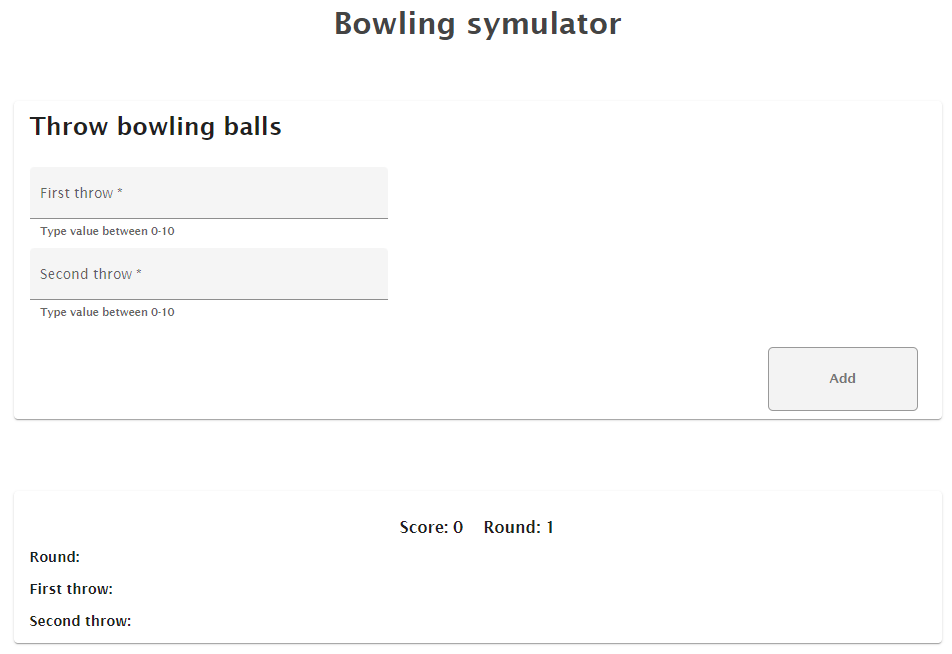 Bowling symulator
Throw bowling balls
First throw *
Type value between 0-10
Second throw *
Type value between 0-10
Add
Score: 0 Round: 1
Round:
First throw:
Second throw: